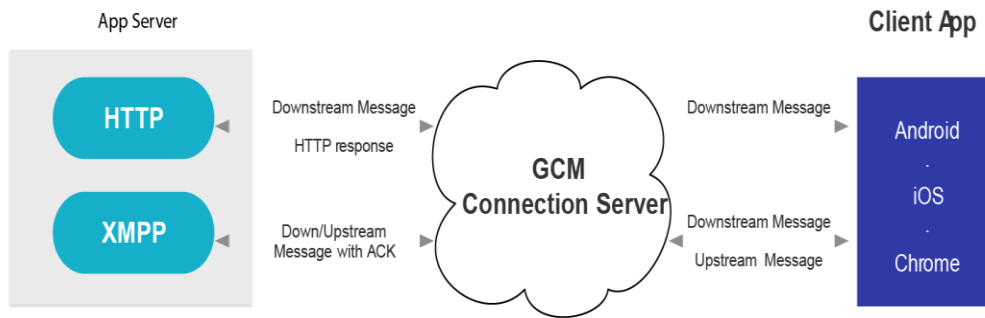 App Server
Client App
HTTP
Downstream Message
HTTP response
XMPP
Down/Upstream
Message with ACK
GCM
Connection Server
Downstream Message
Downstream Message
Upstream Message
Android
.
iOS
.
Chrome